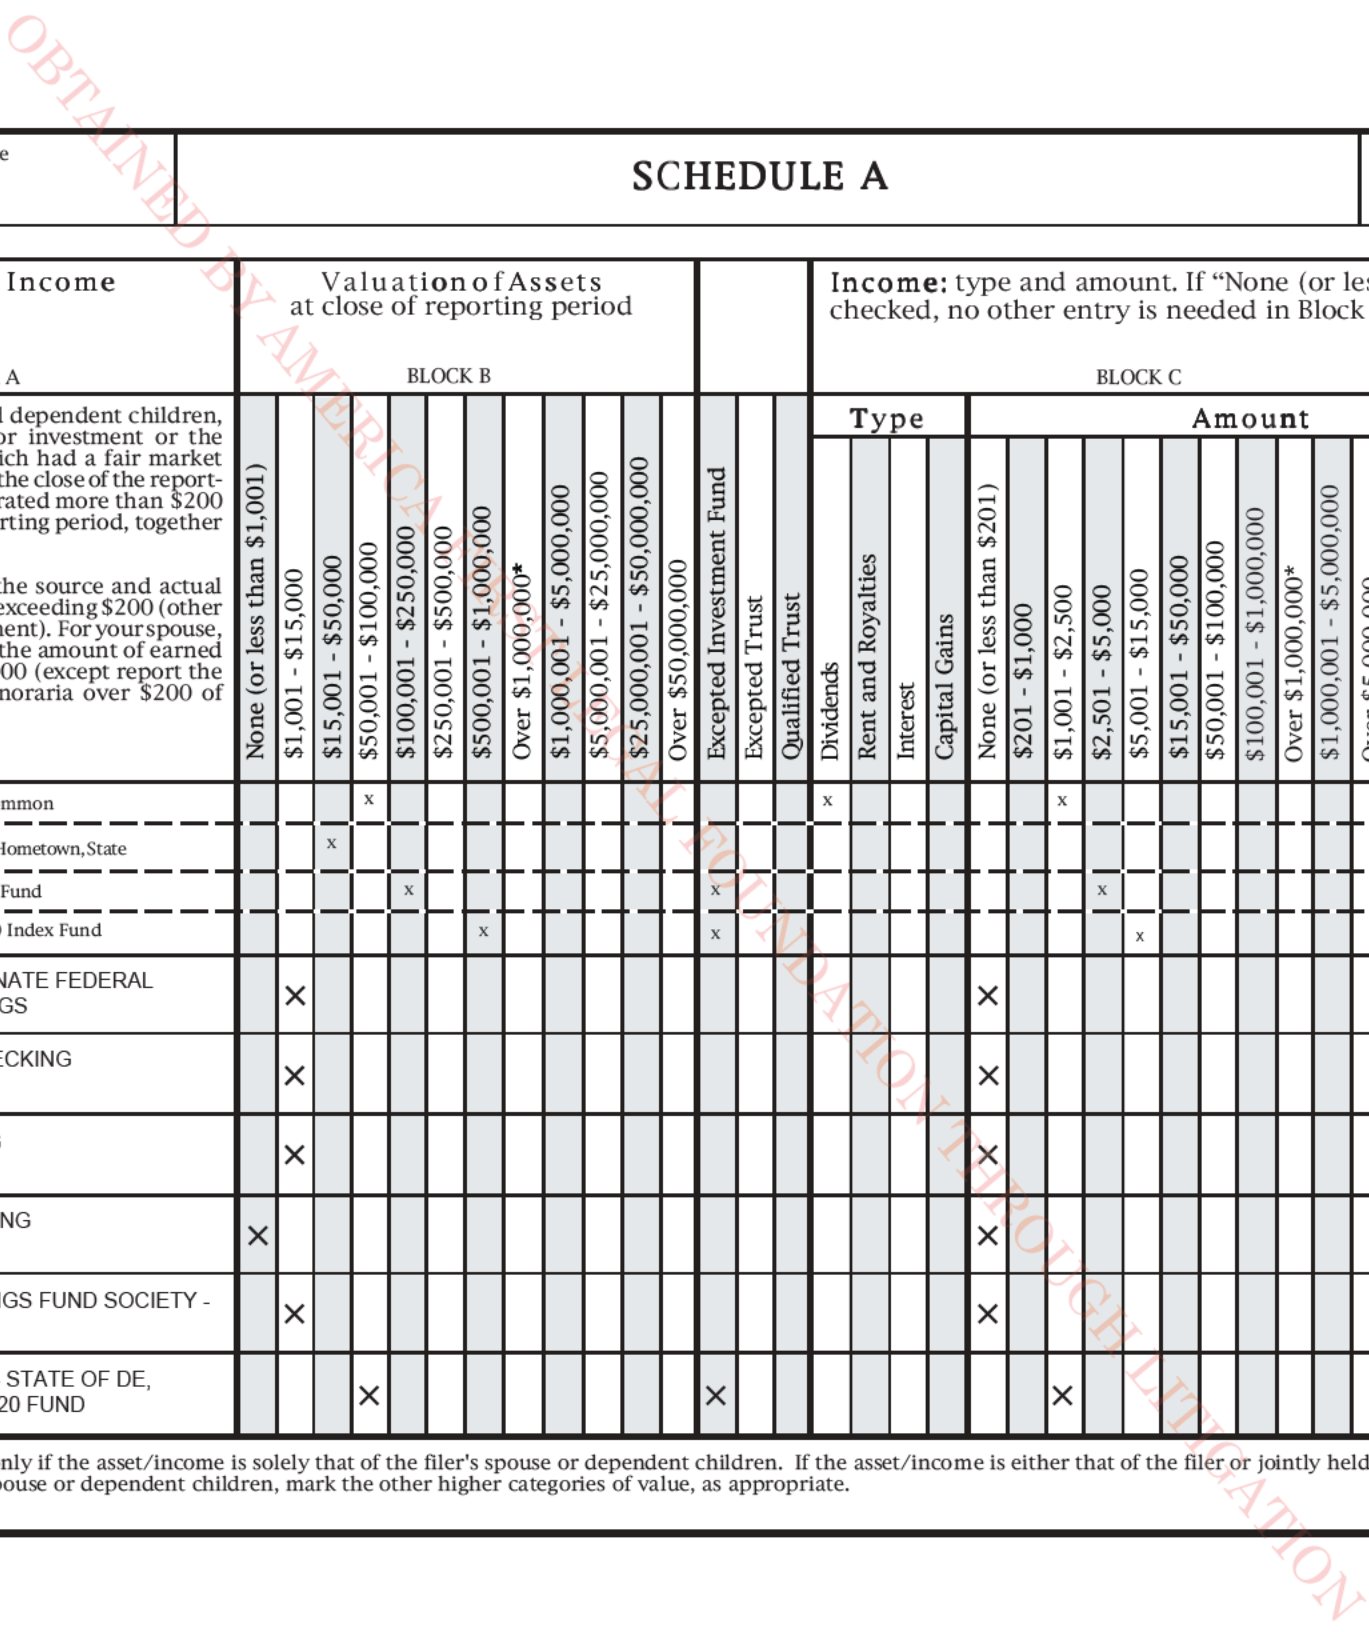 e
SCHEDULE A
Income
A
Valuation of Assets
at close of reporting period
BLOCK B
Income: type and amount. If “None (or les
checked, no other entry is needed in Block
BLOCK C
Type
Amount
d dependent children,
or investment or the
ich had a fair market
the close of the report-
rated more than $200
rting period, together
the source and actual
exceeding $200 (other
ment). For your spouse,
the amount of earned
00 (except report the
noraria over $200 of
None (or less than $1,001)
$1,001 - $15,000
$15,001 - $50,000
$50,001 - $100,000
$100,001 - $250,000
$250,001 - $500,000
$500,001 - $1,000,000
Over $1,000,000*
$1,000,001 - $5,000,000
$5,000,001 - $25,000,000
$25,000,001 - $50,000,000
Over $50,000,000
Excepted Investment Fund
Excepted Trust
Qualified Trust
Dividends
Rent and Royalties
Interest
Capital Gains
None (or less than $201)
$201 - $1,000
$1,001 - $2,500
$2,501 - $5,000
$5,001 - $15,000
$15,001 - $50,000
$50,001 - $100,000
$100,001 - $1,000,000
Over $1,000,000*
$1,000,001 - $5,000,000
Over $5,000,000
mmon x x x
Hometown, State x
Fund x x x
Index Fund x x x
NATE FEDERAL
GS
× ×
ECKING
× ×
G
× ×
NG
× ×
NGS FUND SOCIETY -
× ×
STATE OF DE,
20 FUND
× × ×
only if the asset/income is solely that of the filer's spouse or dependent children. If the asset/income is either that of the filer or jointly held
pouse or dependent children, mark the other higher categories of value, as appropriate.
OBTAINED BY AMERICA FIRST LEGAL FOUNDATION THROUGH LITIGATION